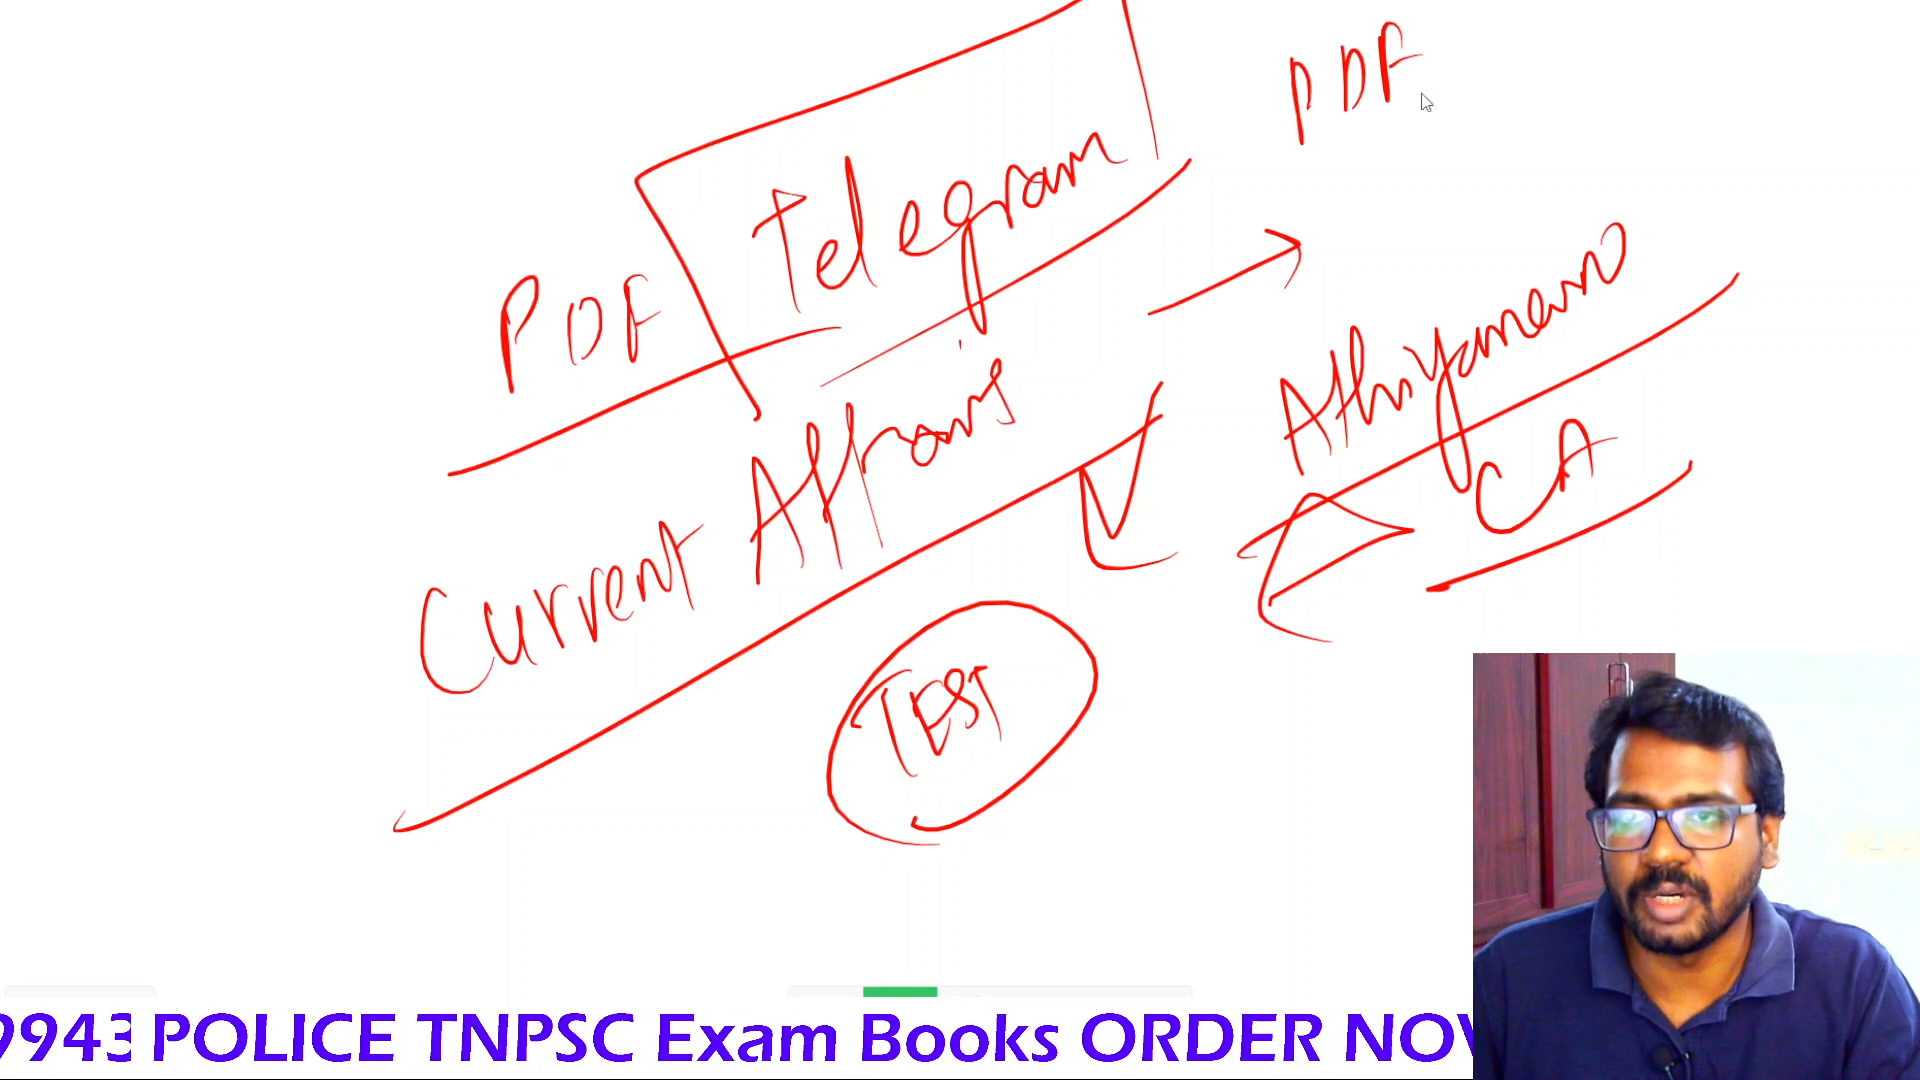 PDF
Telegram
PDF
Athiyaman
CA
Current Affairs
TEST
9943 POLICE TNPSC Exam Books ORDER NOW